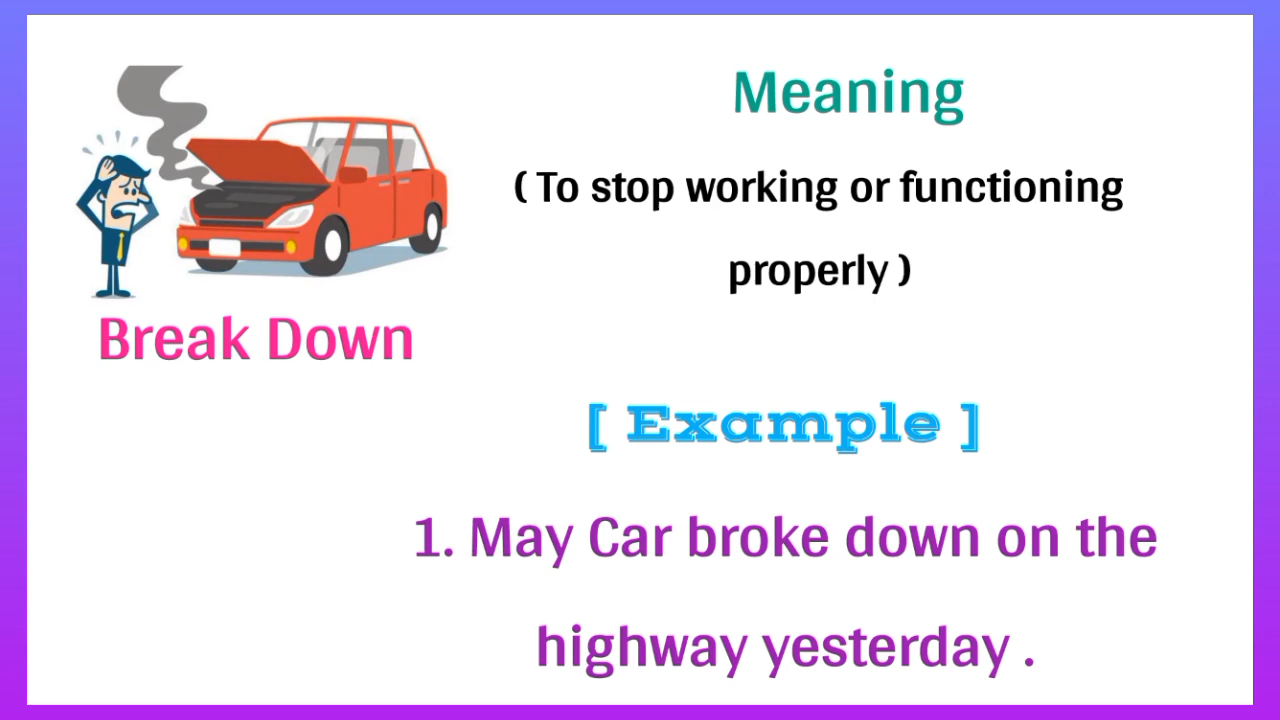 Meaning
( To stop working or functioning
properly )
Break Down
[ Example ]
1. May Car broke down on the
highway yesterday .